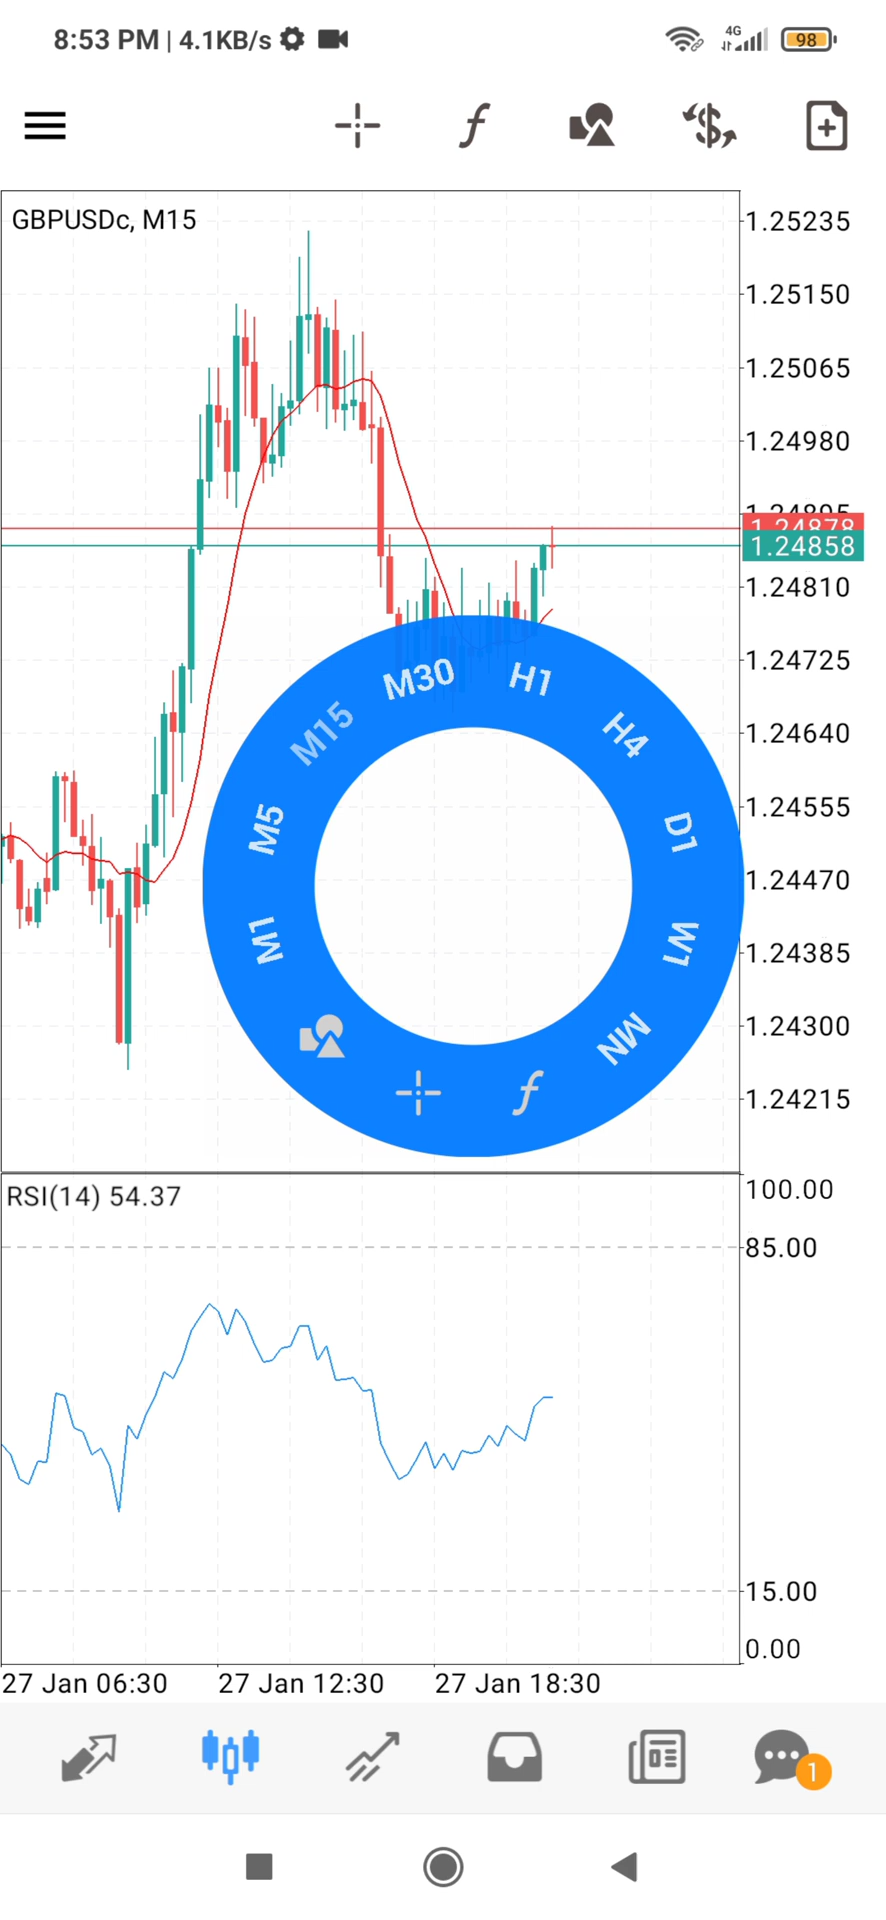 8:53 PM | 4.1KB/s
4G
98
GBPUSDc, M15
1.25235
1.25150
1.25065
1.24980
1.24895
1.24878
1.24858
1.24810
1.24725
1.24640
1.24555
1.24470
1.24385
1.24300
1.24215
M1
M5
M15
M30
H1
H4
D1
W1
MN
f
RSI(14) 54.37
100.00
85.00
15.00
0.00
27 Jan 06:30
27 Jan 12:30
27 Jan 18:30
1